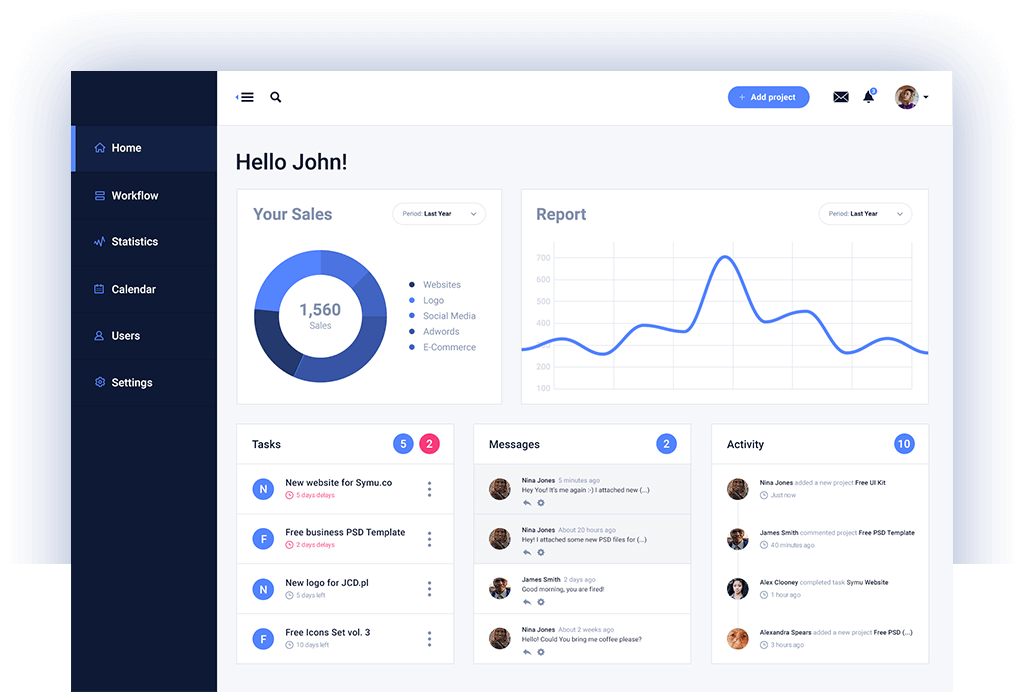 + Add project
3
Home
Workflow
Statistics
Calendar
Users
Settings
Hello John!
Your Sales
Period: Last Year
1,560
Sales
Websites
Logo
Social Media
Adwords
E-Commerce
Report
Period: Last Year
700
600
500
400
300
200
100
Tasks
5
2
N
New website for Symu.co
5 days delays
F
Free business PSD Template
2 days delays
N
New logo for JCD.pl
5 days left
F
Free Icons Set vol. 3
10 days left
Messages
2
Nina Jones 5 minutes ago
Hey You! It's me again :-) I attached new (...)
Nina Jones About 20 hours ago
Hey! I attached some new PSD files for (...)
James Smith 2 days ago
Good morning, you are fired!
Nina Jones About 2 weeks ago
Hello! Could You bring me coffee please?
Activity
10
Nina Jones added a new project Free UI Kit
Just now
James Smith commented project Free PSD Template
40 minutes ago
Alex Clooney completed task Symu Website
1 hour ago
Alexandra Spears added a new project Free PSD (...)
3 hours ago